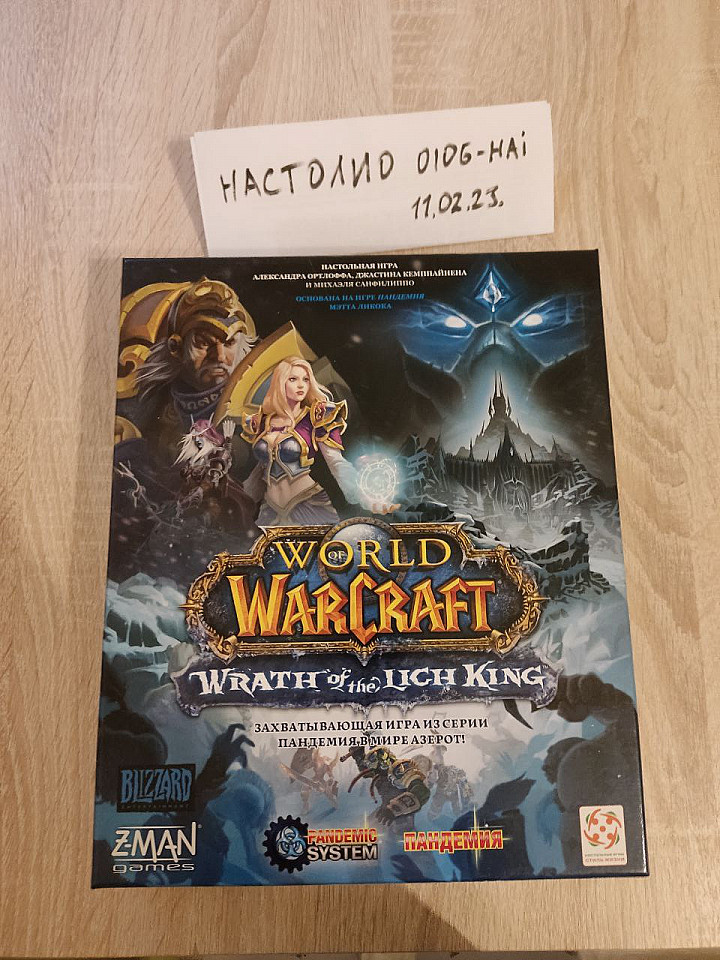 НАСТОЛИО 0106-HAi
11.02.23.
НАСТОЛЬНАЯ ИГРА
АЛЕКСАНДРА ОРТЛОФФА, ДЖАСТИНА КЕМППАЙНЕНА
И МИХАЭЛЯ САНФИЛИППО
ОСНОВАНА НА ИГРЕ ПАНДЕМИЯ
МЭТТА ЛИКОКА
WORLD
OF
WARCRAFT
WRATH of the LICH KING
ЗАХВАТЫВАЮЩАЯ ИГРА ИЗ СЕРИИ
ПАНДЕМИЯ В МИРЕ АЗЕРОТ!
BLIZZARD
ENTERTAINMENT
Z-MAN
games
PANDEMIC
SYSTEM
ПАНДЕМИЯ